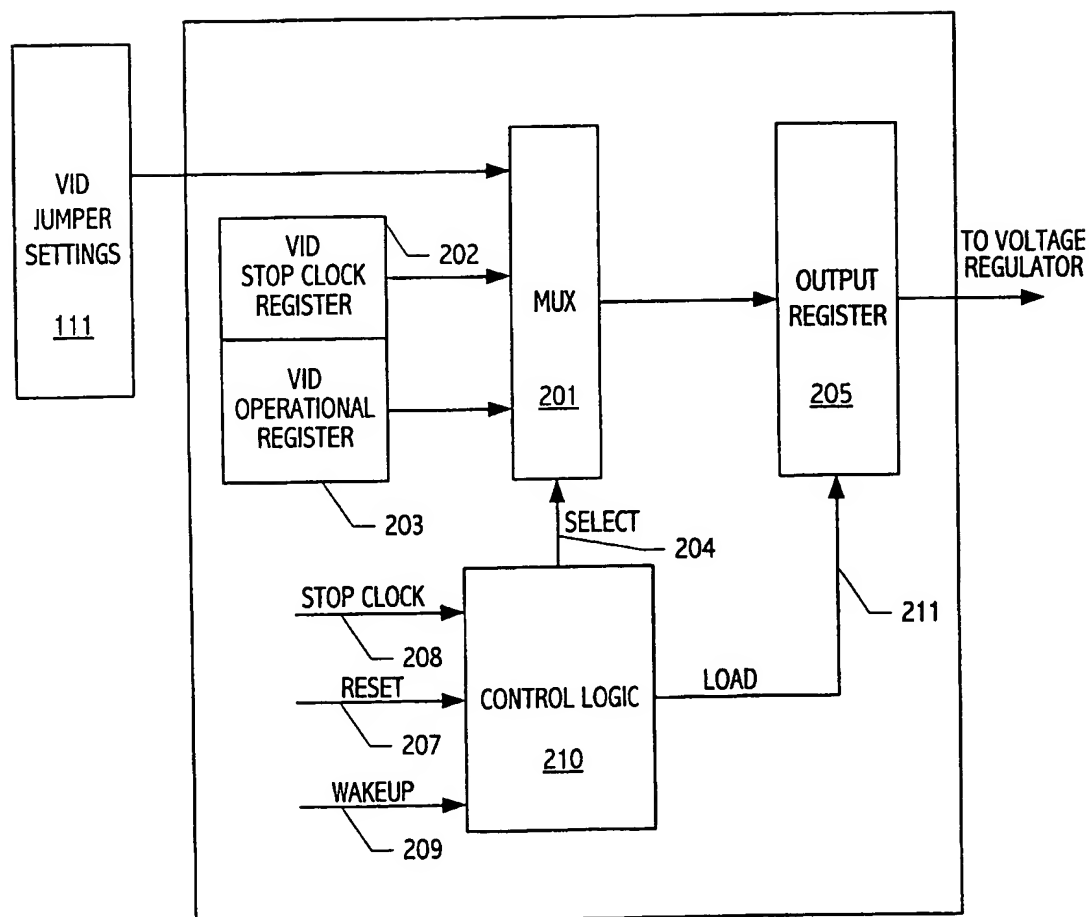 VID
JUMPER
SETTINGS
111
VID
STOP CLOCK
REGISTER
202
VID
OPERATIONAL
REGISTER
203
MUX
201
OUTPUT
REGISTER
205
TO VOLTAGE
REGULATOR
SELECT
204
STOP CLOCK
208
RESET
207
WAKEUP
209
CONTROL LOGIC
210
LOAD
211